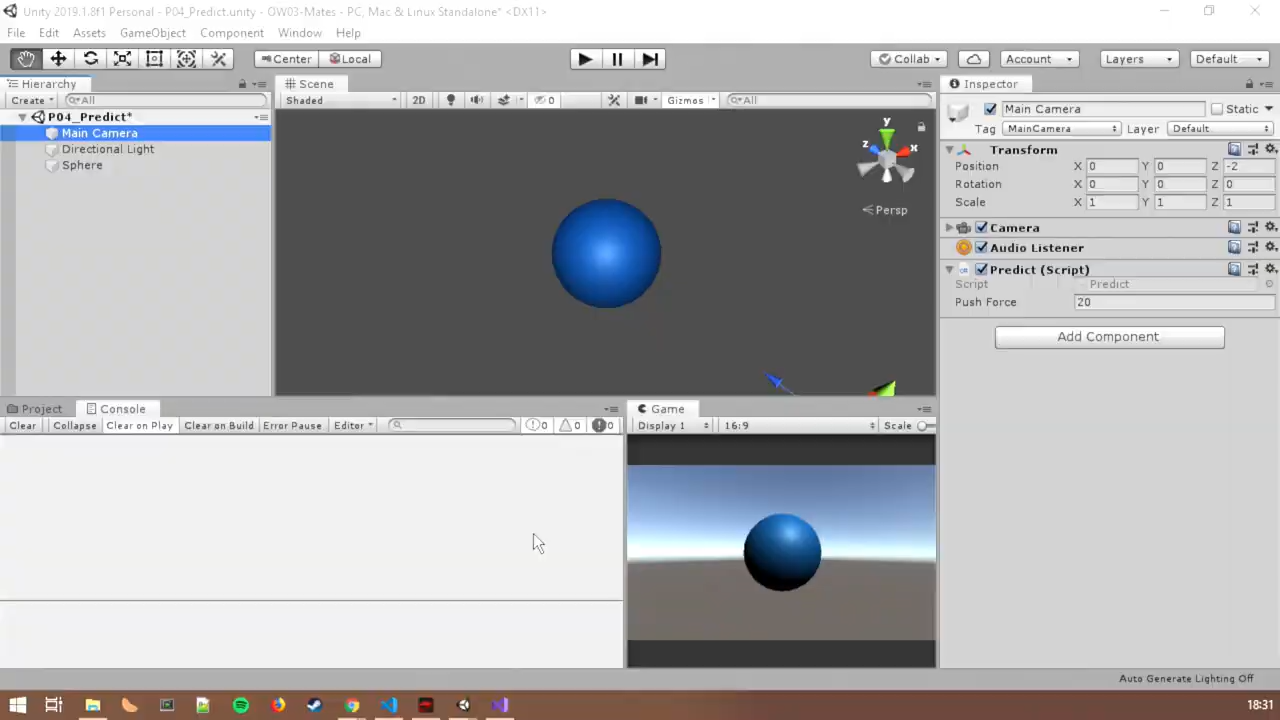 Unity 2019.1.8f1 Personal - P04_Predict.unity - OW03-Mates - PC, Mac & Linux Standalone* <DX11>
File Edit Assets GameObject Component Window Help
Center Local Collab Account Layers Default
Hierarchy
Create All
P04_Predict*
Main Camera
Directional Light
Sphere
Scene
Shaded 2D 0 Gizmos All
y
z x
Persp
Inspector
Main Camera Static
Tag MainCamera Layer Default
Transform
Position X 0 Y 0 Z -2
Rotation X 0 Y 0 Z 0
Scale X 1 Y 1 Z 1
Camera
Audio Listener
Predict (Script)
Script Predict
Push Force 20
Add Component
Project Console
Clear Collapse Clear on Play Clear on Build Error Pause Editor 0 0 0
Game
Display 1 16:9 Scale
Auto Generate Lighting Off
18:31